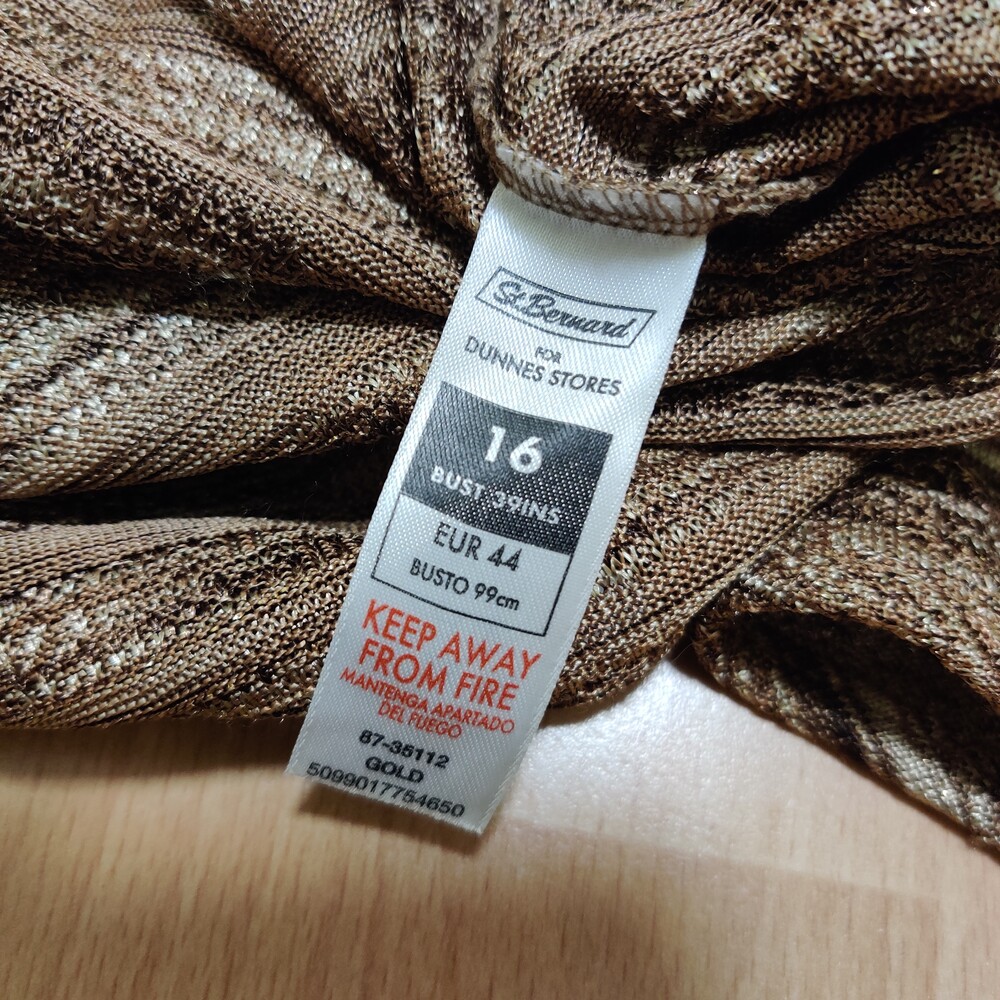 St.Bernard
FOR
DUNNES STORES
16
BUST 39INS
EUR 44
BUSTO 99cm
KEEP AWAY
FROM FIRE
MANTENGA APARTADO
DEL FUEGO
87-35112
GOLD
5099017754650